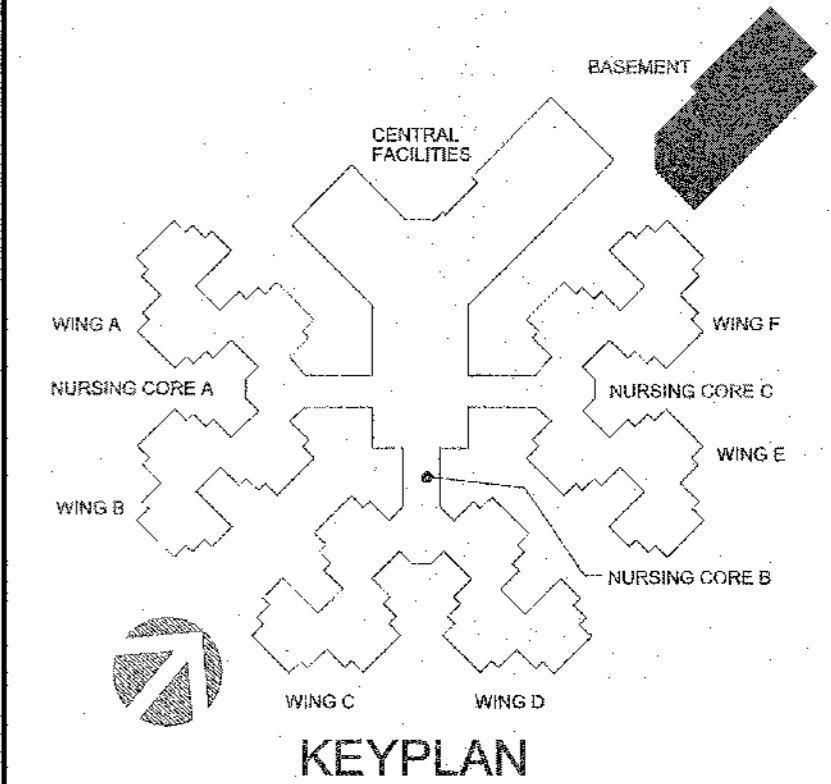 BASEMENT
CENTRAL
FACILITIES
WING A
WING F
NURSING CORE A
NURSING CORE C
WING E
WING B
NURSING CORE B
WING C
WING D
KEYPLAN